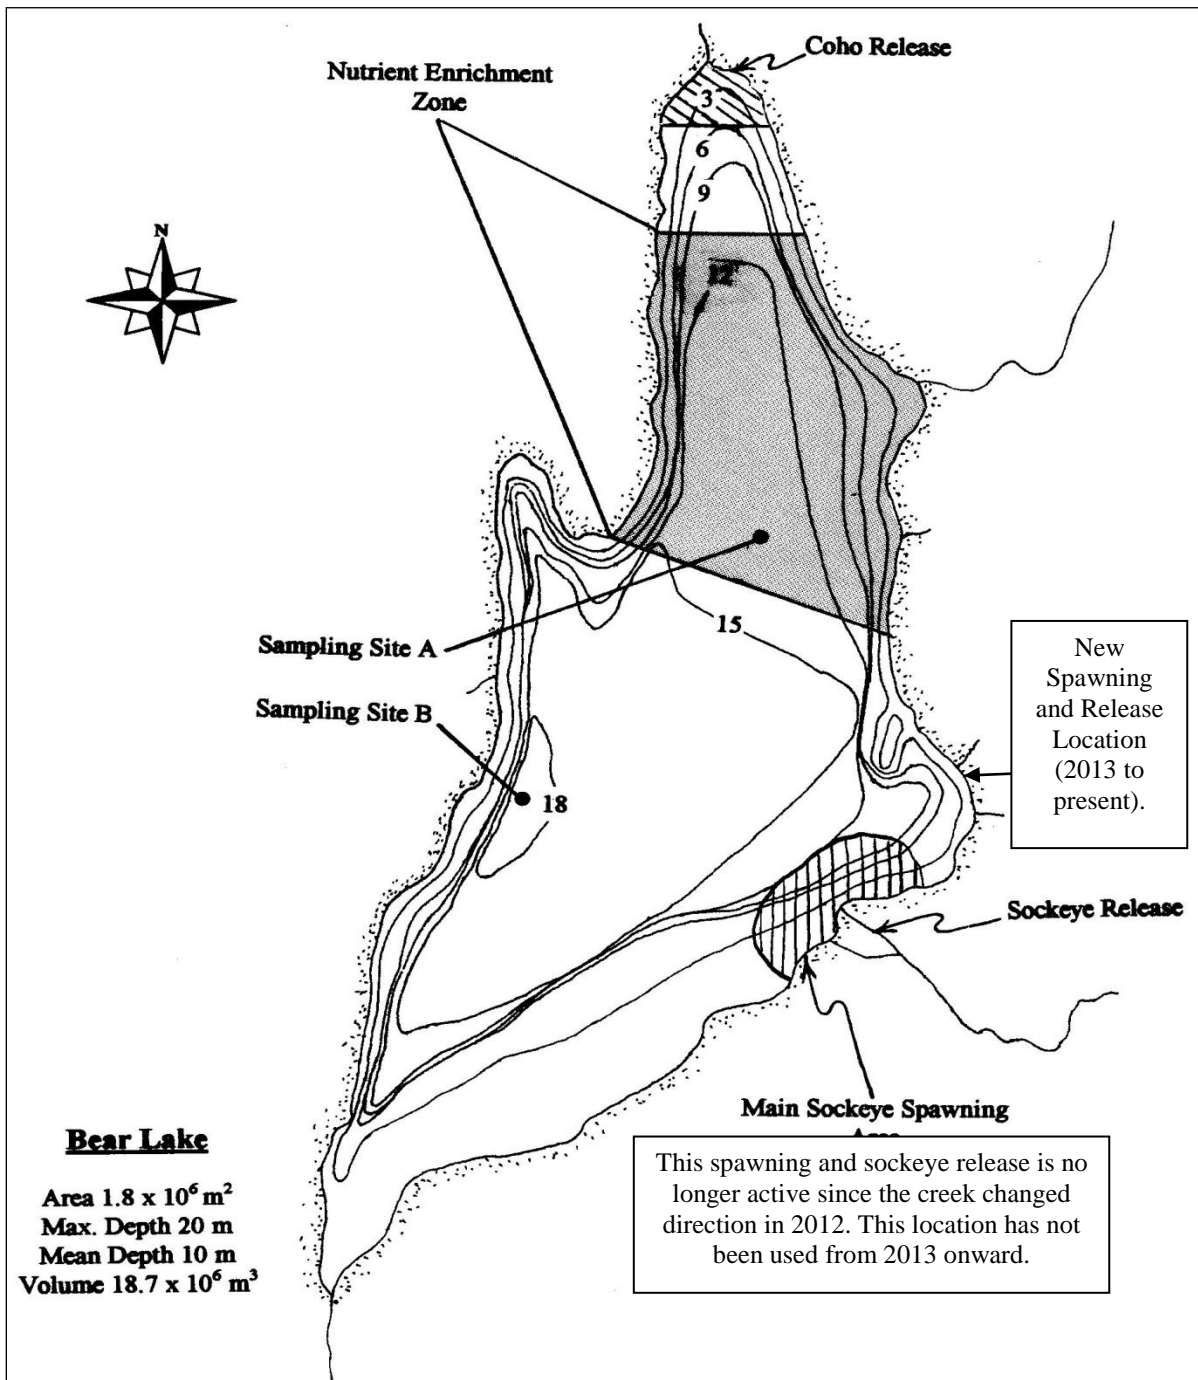 Coho Release
Nutrient Enrichment
Zone
3
6
9
N
12
15
Sampling Site A
Sampling Site B
18
New
Spawning
and Release
Location
(2013 to
present).
Sockeye Release
Main Sockeye Spawning
This spawning and sockeye release is no
longer active since the creek changed
direction in 2012. This location has not
been used from 2013 onward.
Bear Lake
Area 1.8 x 10⁶ m²
Max. Depth 20 m
Mean Depth 10 m
Volume 18.7 x 10⁶ m³